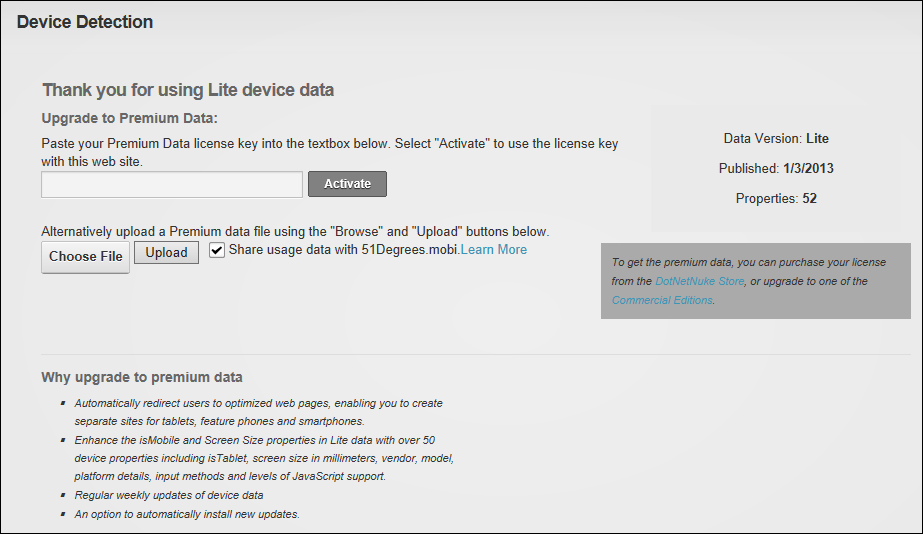 Device Detection
Thank you for using Lite device data
Upgrade to Premium Data:
Paste your Premium Data license key into the textbox below. Select "Activate" to use the license key
with this web site.
Activate
Alternatively upload a Premium data file using the "Browse" and "Upload" buttons below.
Choose File Upload Share usage data with 51Degrees.mobi.Learn More
Data Version: Lite
Published: 1/3/2013
Properties: 52
To get the premium data, you can purchase your license
from the DotNetNuke Store, or upgrade to one of the
Commercial Editions.
Why upgrade to premium data
Automatically redirect users to optimized web pages, enabling you to create
separate sites for tablets, feature phones and smartphones.
Enhance the isMobile and Screen Size properties in Lite data with over 50
device properties including isTablet, screen size in millimeters, vendor, model,
platform details, input methods and levels of JavaScript support.
Regular weekly updates of device data
An option to automatically install new updates.